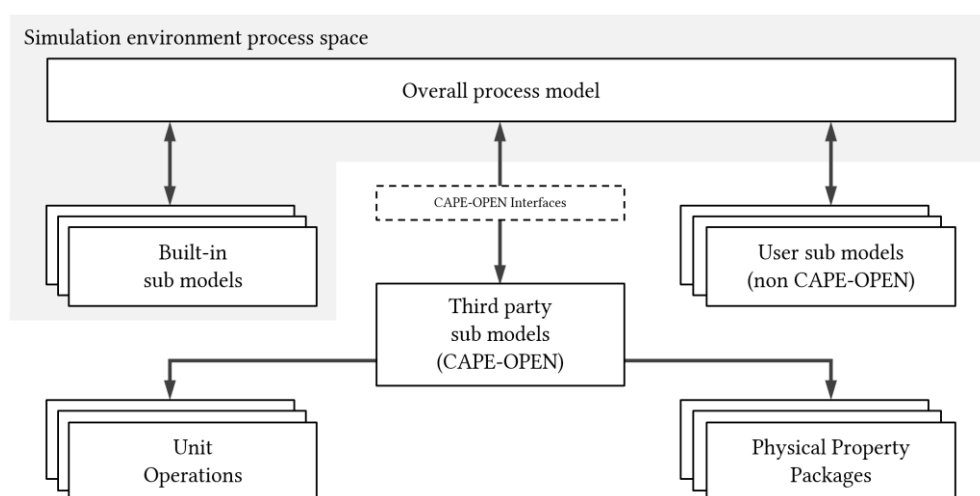 Simulation environment process space
Overall process model
CAPE-OPEN Interfaces
Built-in
sub models
User sub models
(non CAPE-OPEN)
Third party
sub models
(CAPE-OPEN)
Unit
Operations
Physical Property
Packages